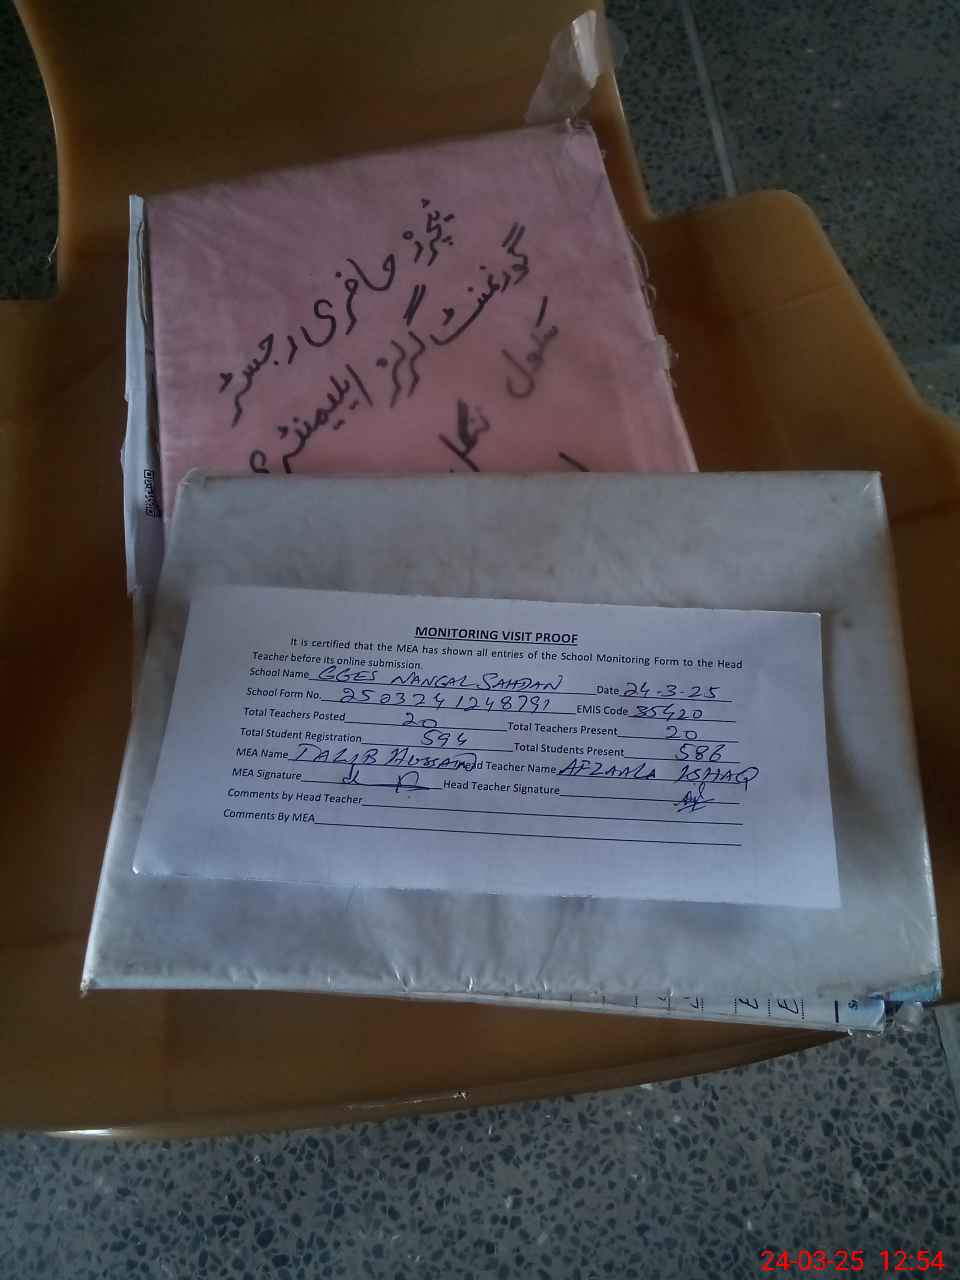 ٹیچرز حاضری رجسٹر
گورنمنٹ گرلز ایلیمنٹری
سکول ننگل
MONITORING VISIT PROOF
It is certified that the MEA has shown all entries of the School Monitoring Form to the Head
Teacher before its online submission.
School Name GGES NANGAL SAHDAN Date 24-3-25
School Form No. 2503241248791 EMIS Code 35420
Total Teachers Posted 20 Total Teachers Present 20
Total Student Registration 594 Total Students Present 586
MEA Name TALIB HUSSAIN Head Teacher Name AFZAALA ISHAQ
MEA Signature Head Teacher Signature
Comments by Head Teacher
Comments By MEA
24-03-25 12:54